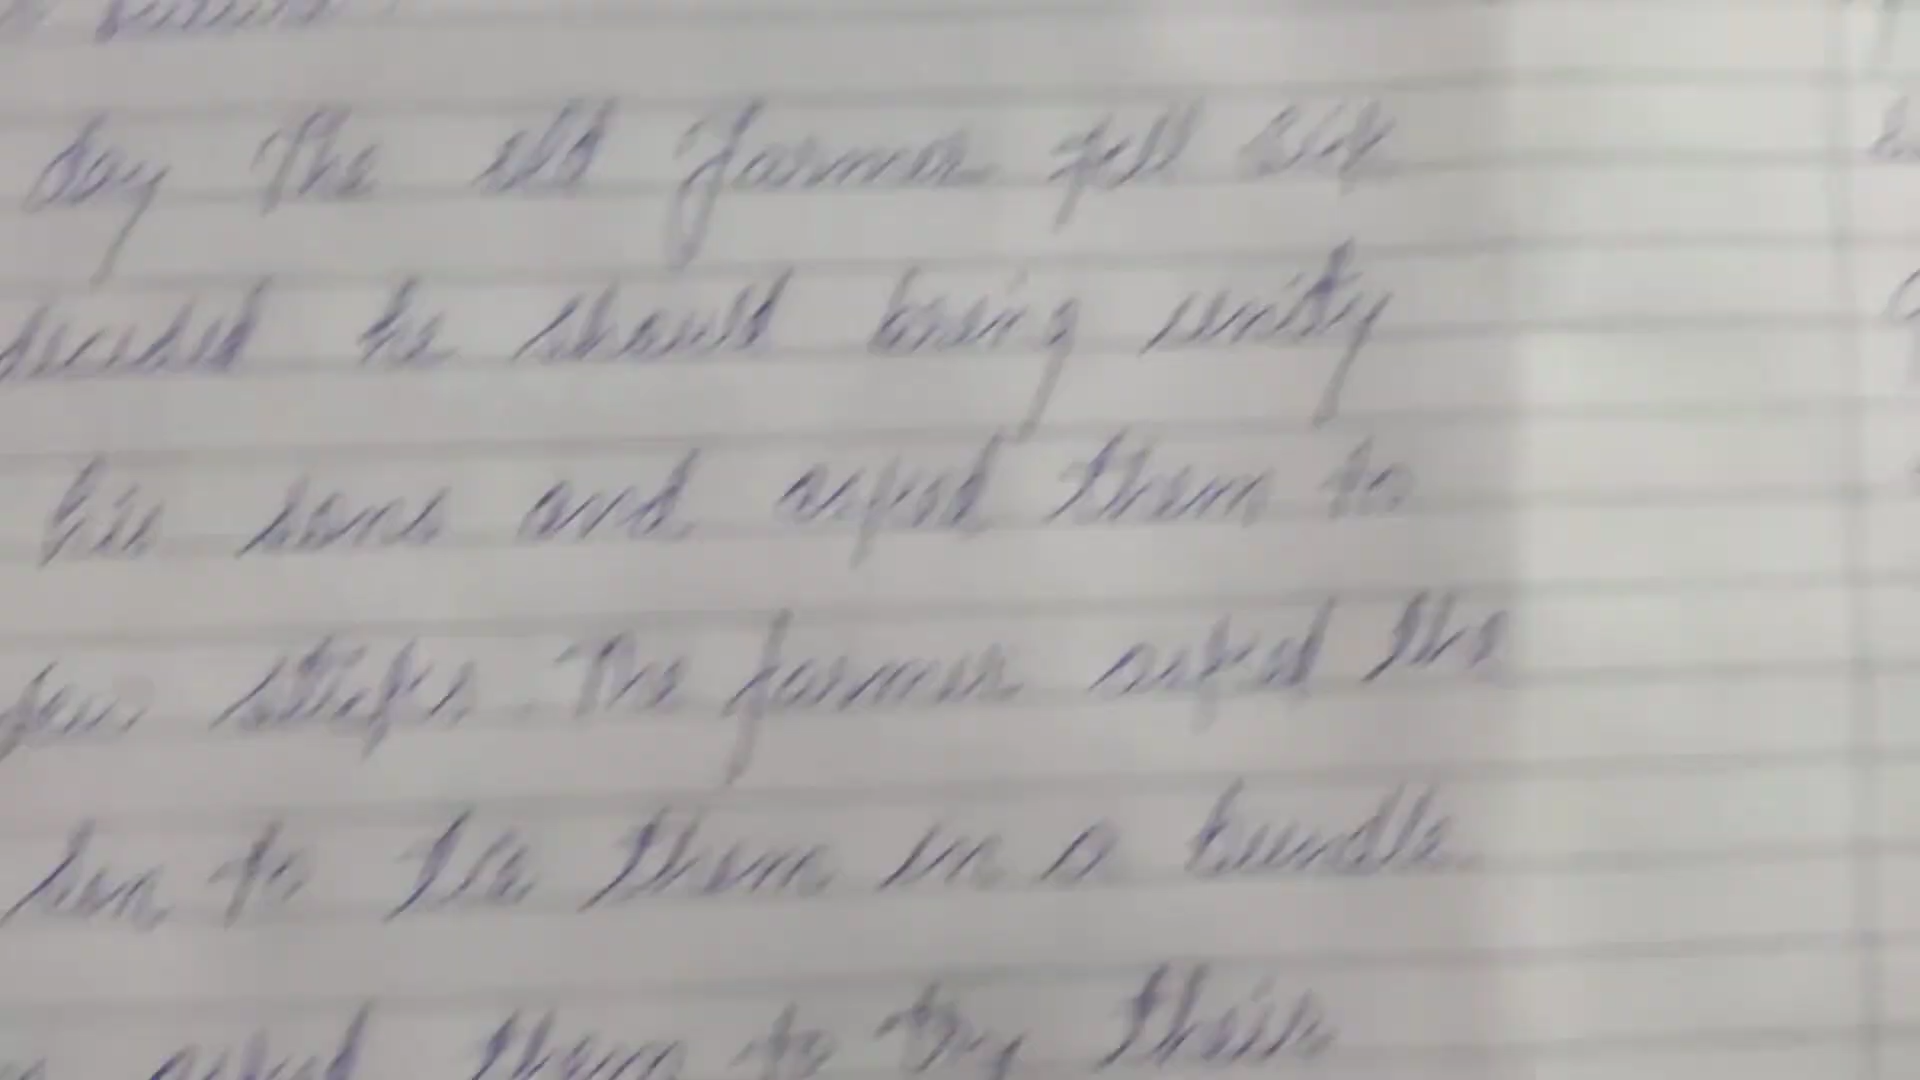 day the old farmer fell sick
decided he should bring unity
his sons and asked them to
few sticks. The farmer asked the
to tie them in a bundle
asked them to try their